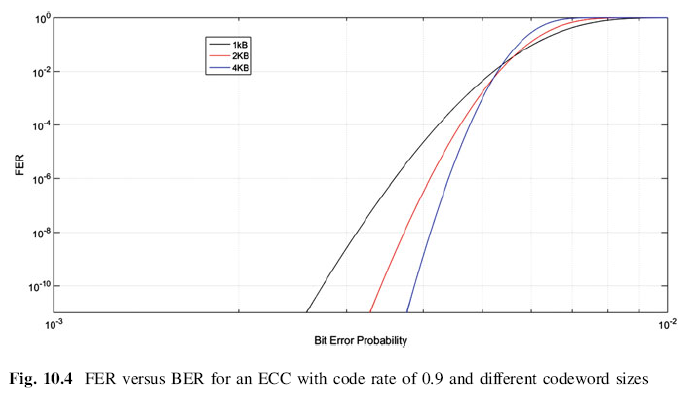 10^0
10^-2
10^-4
10^-6
10^-8
10^-10
FER
1kB
2KB
4KB
10^-3
10^-2
Bit Error Probability
Fig. 10.4 FER versus BER for an ECC with code rate of 0.9 and different codeword sizes